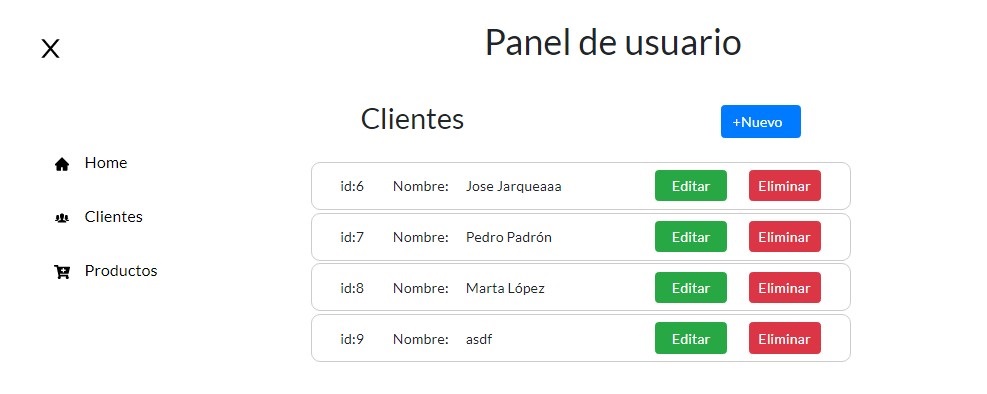 X
Panel de usuario
Clientes +Nuevo
Home
Clientes
Productos
id:6 Nombre: Jose Jarqueaaa Editar Eliminar
id:7 Nombre: Pedro Padrón Editar Eliminar
id:8 Nombre: Marta López Editar Eliminar
id:9 Nombre: asdf Editar Eliminar